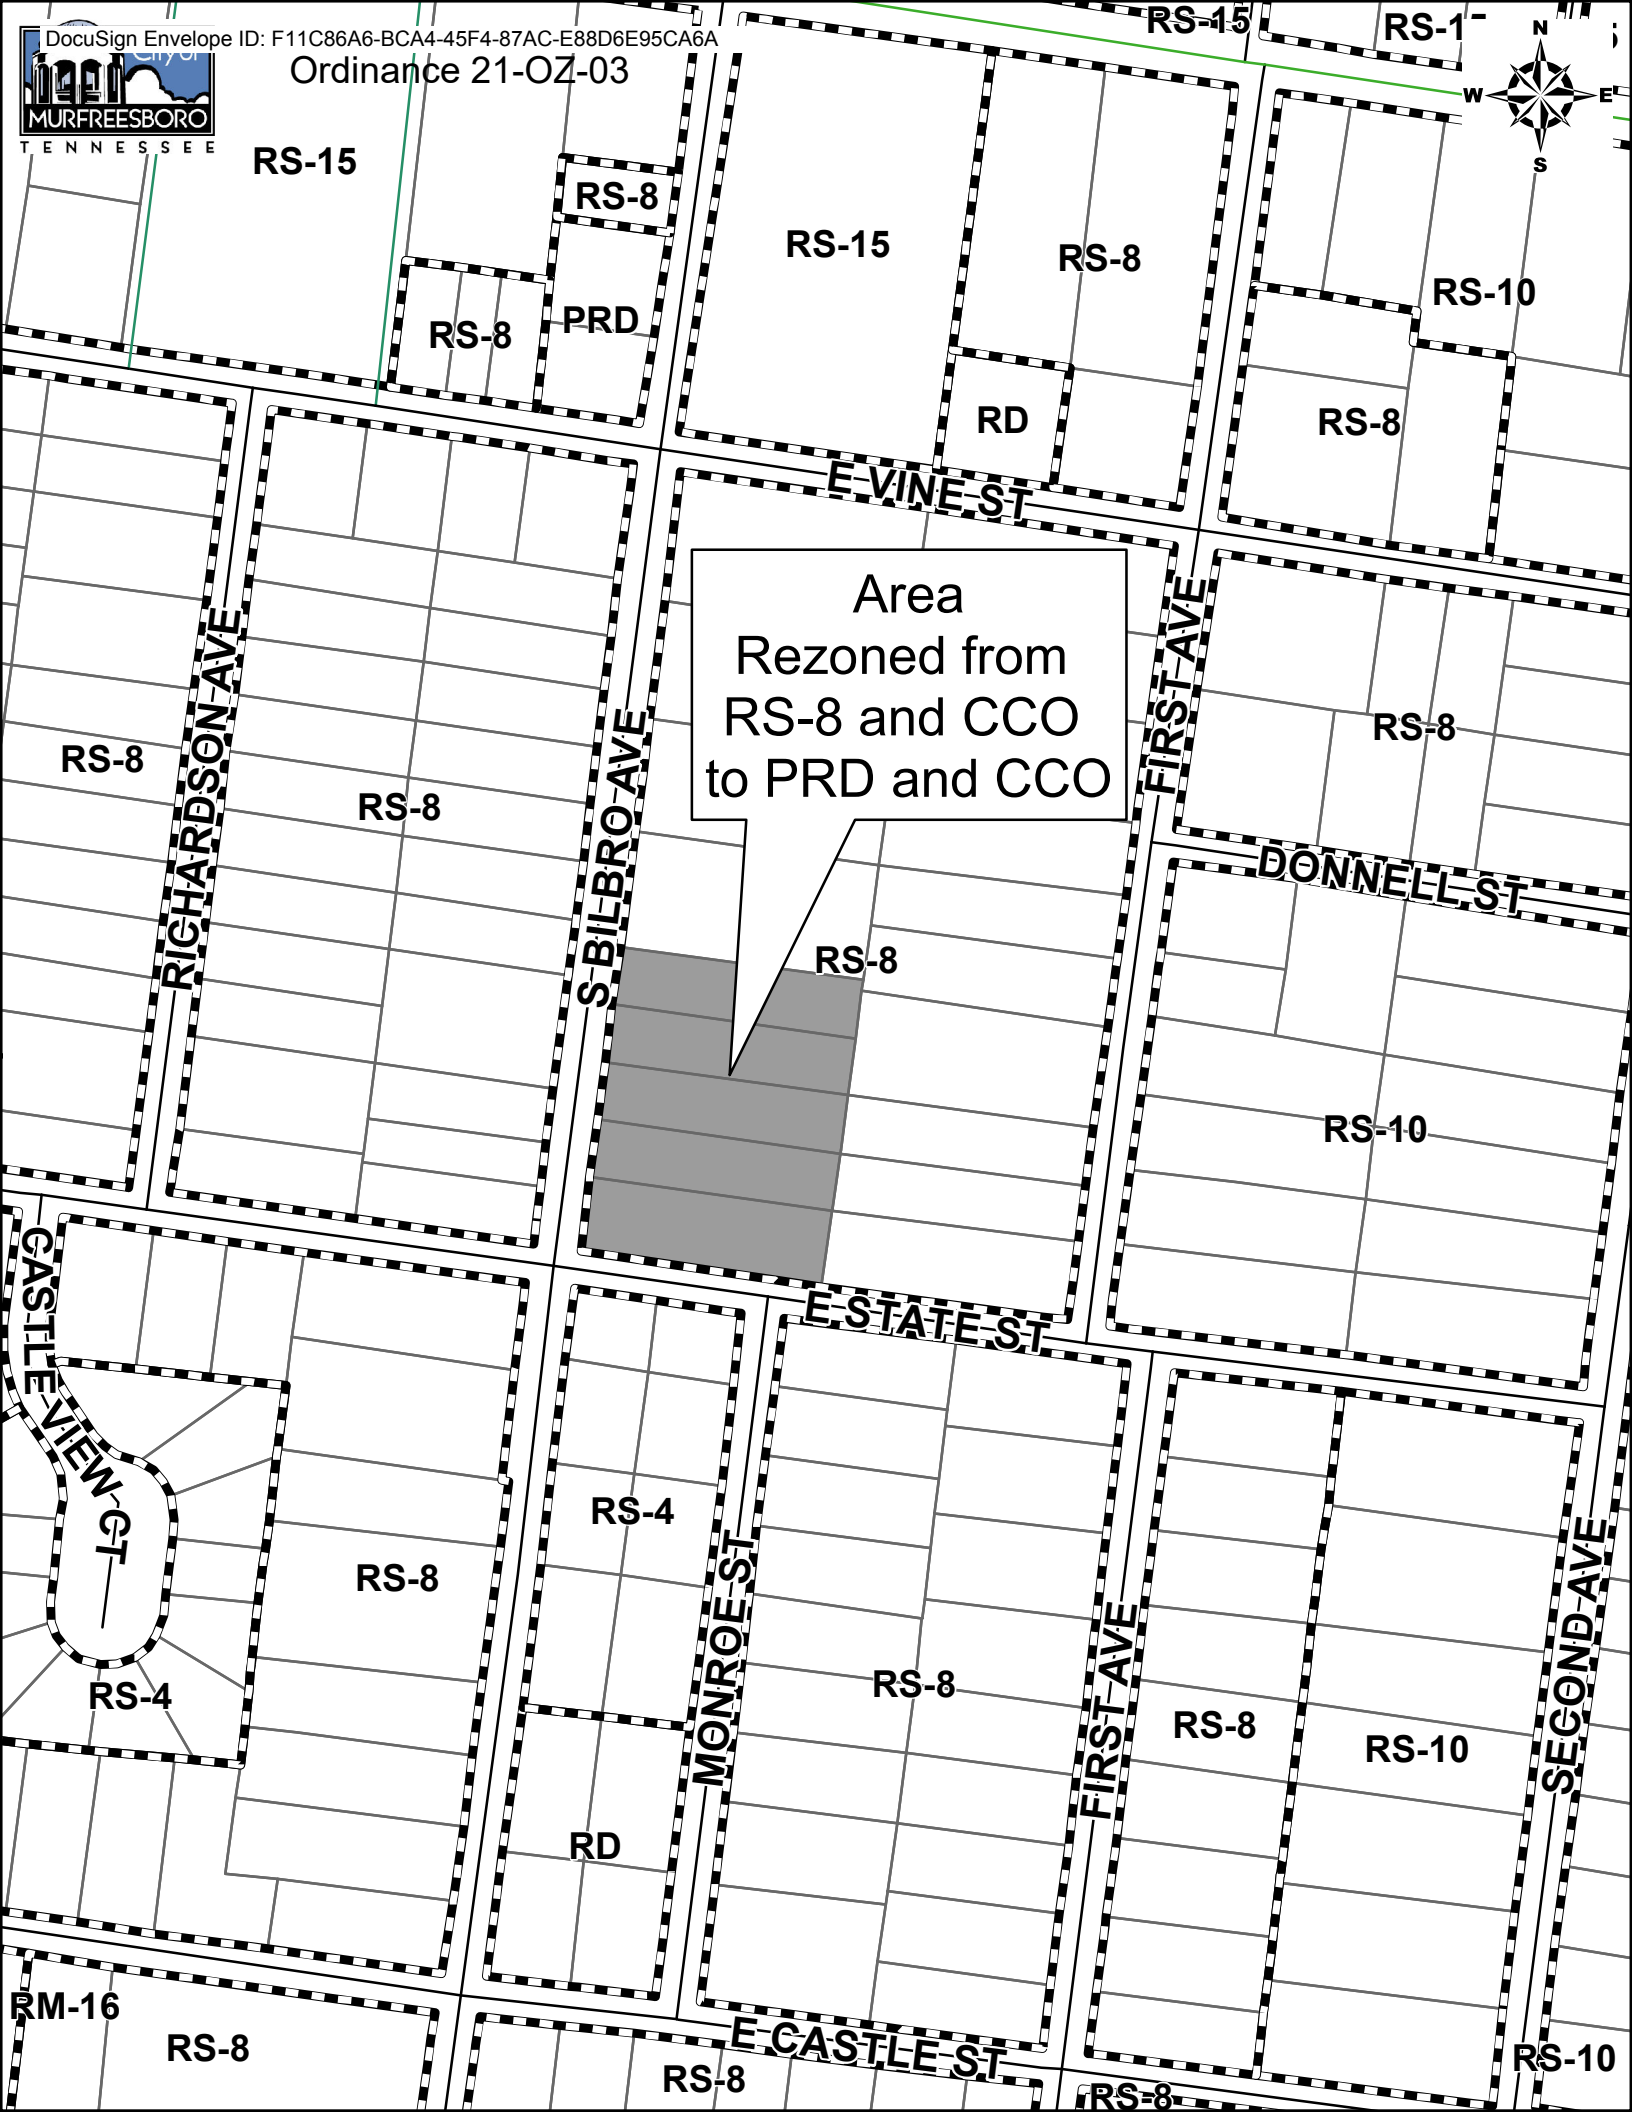 DocuSign Envelope ID: F11C86A6-BCA4-45F4-87AC-E88D6E95CA6A
City of
MURFREESBORO
TENNESSEE
Ordinance 21-OZ-03
RS-15
N
W
E
S
RS-15
RS-8
RS-15
RS-8
RS-10
RS-8
PRD
RD
RS-8
E VINE ST
Area
Rezoned from
RS-8 and CCO
to PRD and CCO
RICHARDSON AVE
S BILBRO AVE
FIRST AVE
RS-8
RS-8
RS-8
DONNELL ST
RS-8
RS-10
CASTLE VIEW CT
E STATE ST
RS-4
RS-8
RS-4
MONROE ST
RS-8
FIRST AVE
RS-8
RS-10
SECOND AVE
RD
RM-16
RS-8
E CASTLE ST
RS-8
RS-8
RS-10